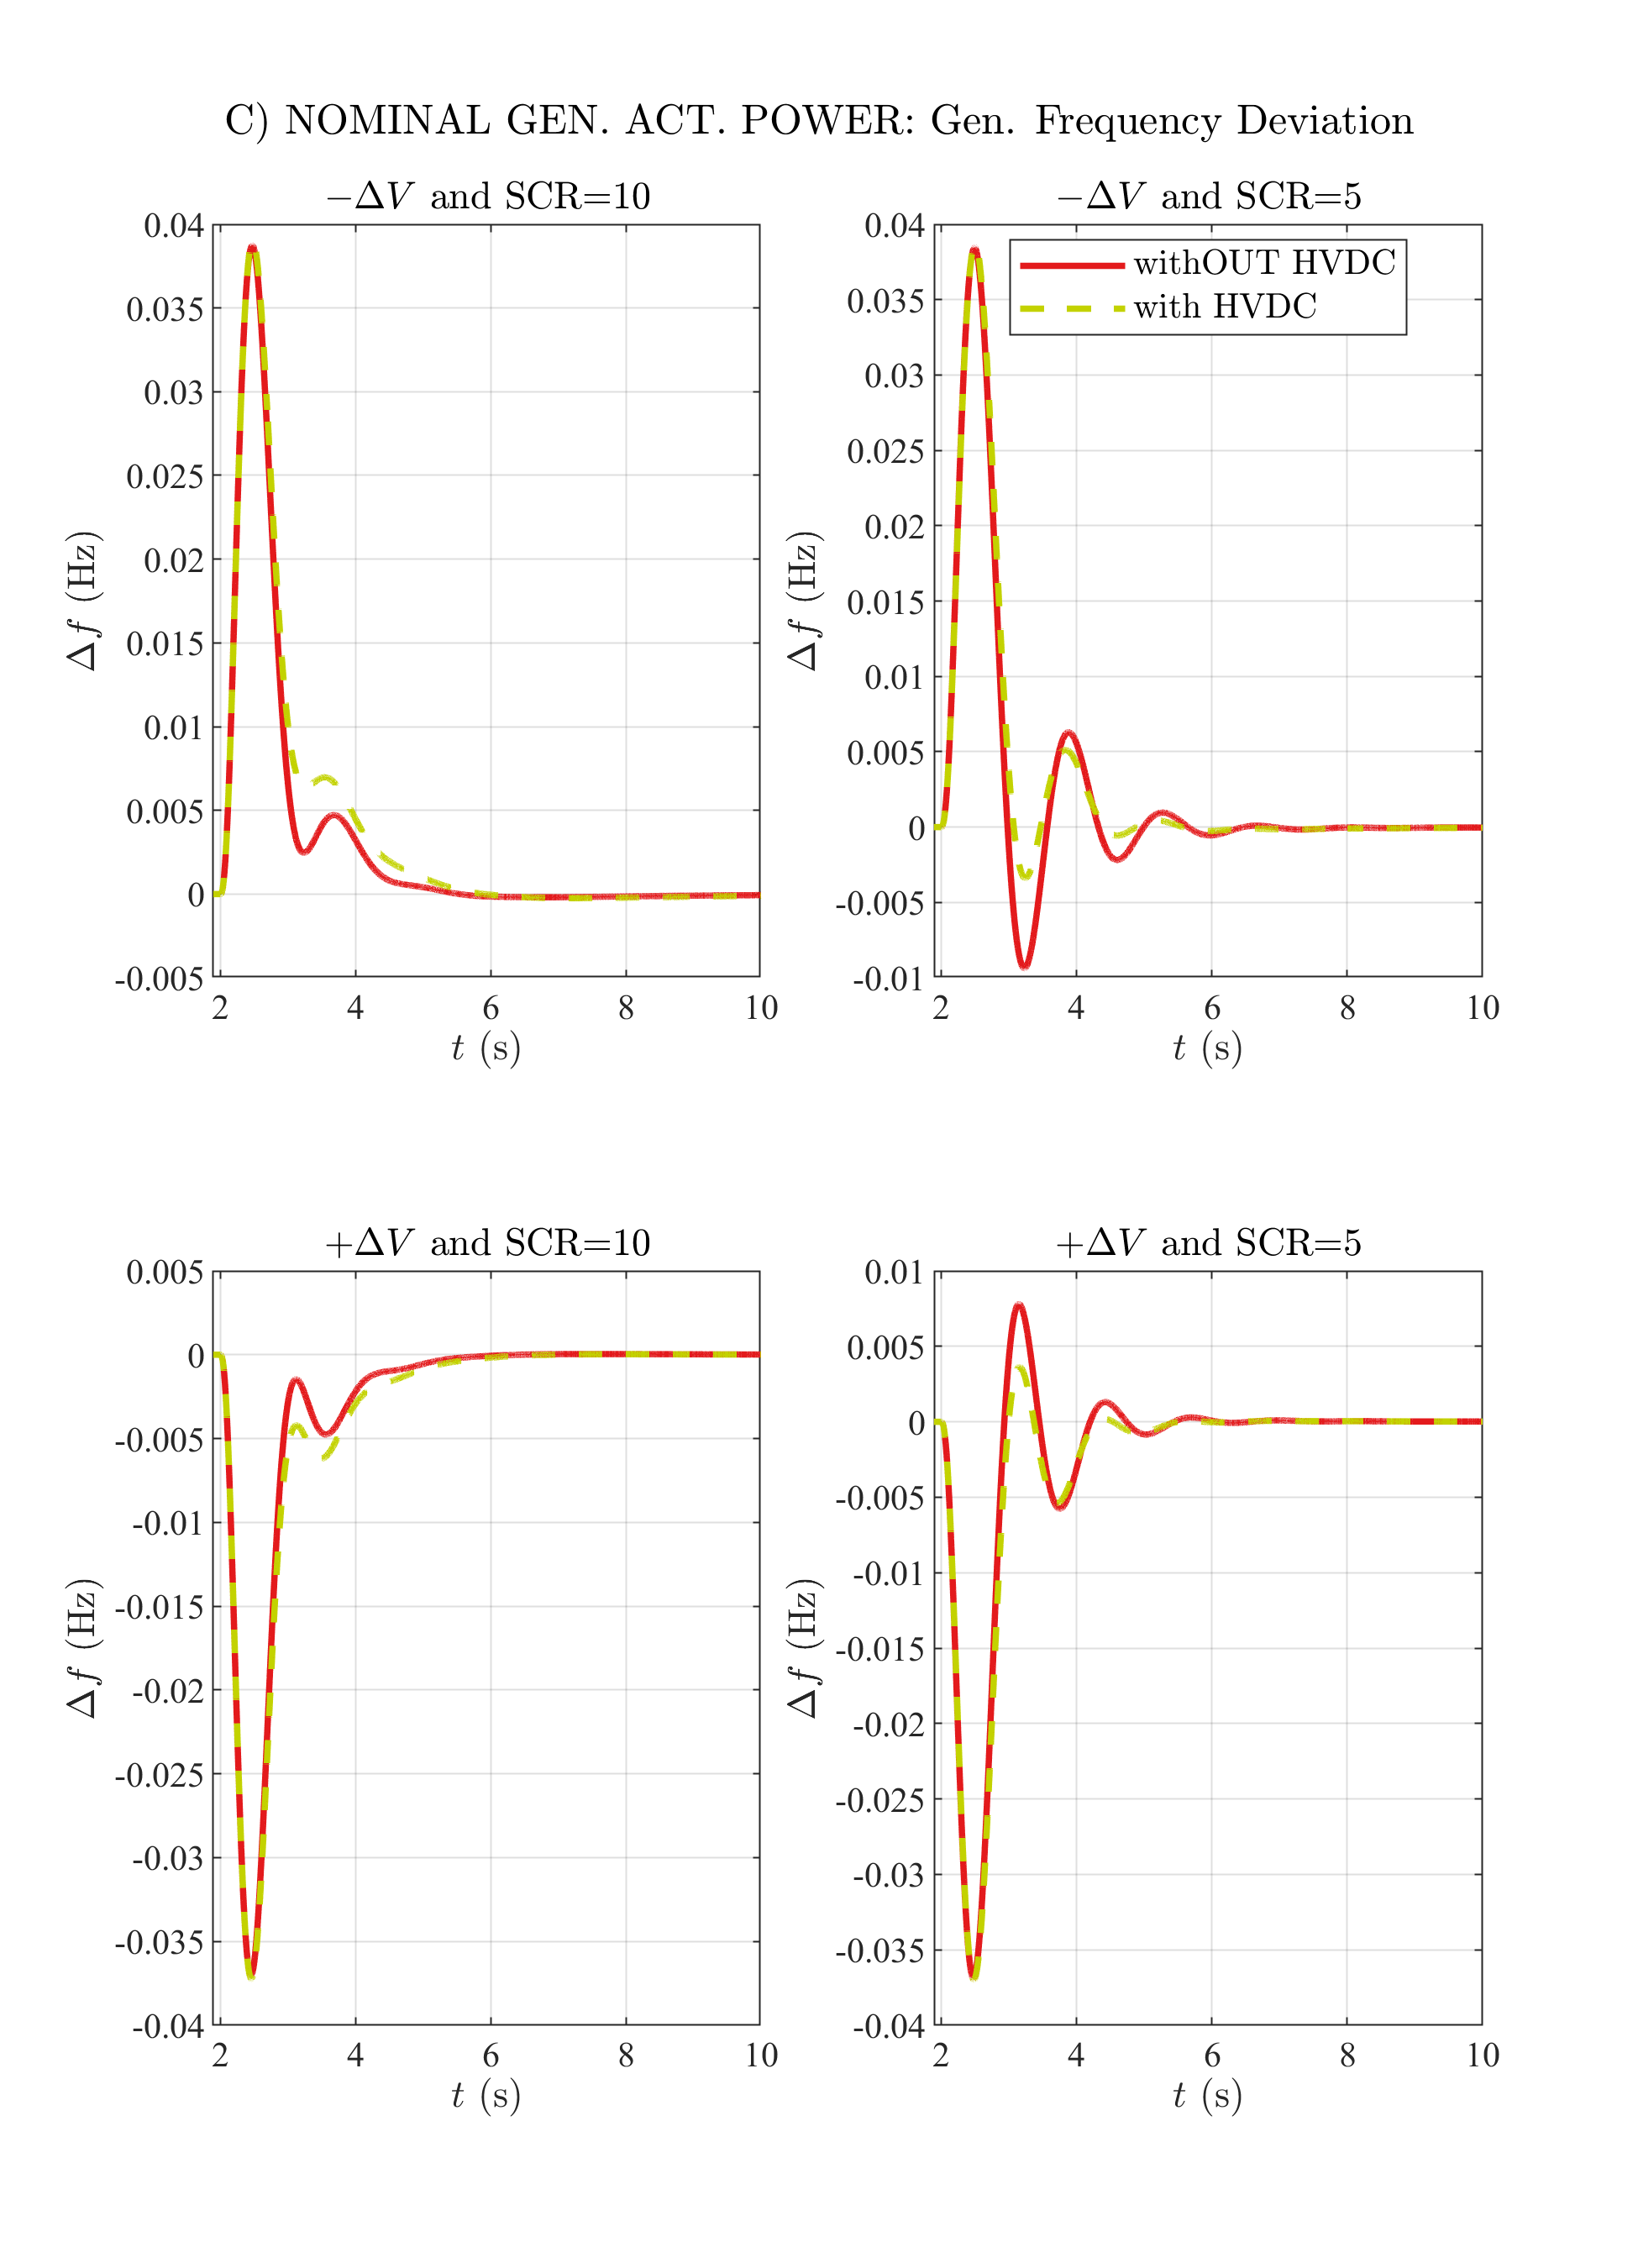 C) NOMINAL GEN. ACT. POWER: Gen. Frequency Deviation
−ΔV and SCR=10
0.04
0.035
0.03
0.025
0.02
0.015
0.01
0.005
0
-0.005
2 4 6 8 10
Δf (Hz)
t (s)
−ΔV and SCR=5
withOUT HVDC
with HVDC
0.04
0.035
0.03
0.025
0.02
0.015
0.01
0.005
0
-0.005
-0.01
2 4 6 8 10
Δf (Hz)
t (s)
+ΔV and SCR=10
0.005
0
-0.005
-0.01
-0.015
-0.02
-0.025
-0.03
-0.035
-0.04
2 4 6 8 10
Δf (Hz)
t (s)
+ΔV and SCR=5
0.01
0.005
0
-0.005
-0.01
-0.015
-0.02
-0.025
-0.03
-0.035
-0.04
2 4 6 8 10
Δf (Hz)
t (s)